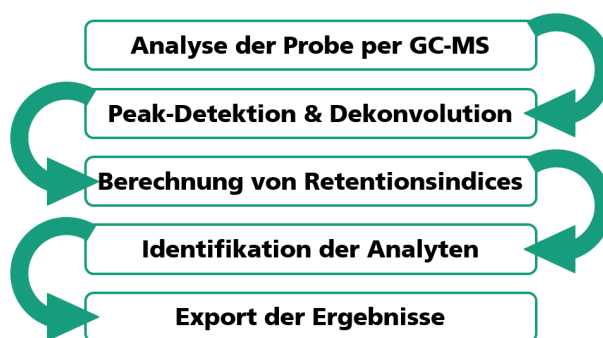 Analyse der Probe per GC-MS
Peak-Detektion & Dekonvolution
Berechnung von Retentionsindices
Identifikation der Analyten
Export der Ergebnisse